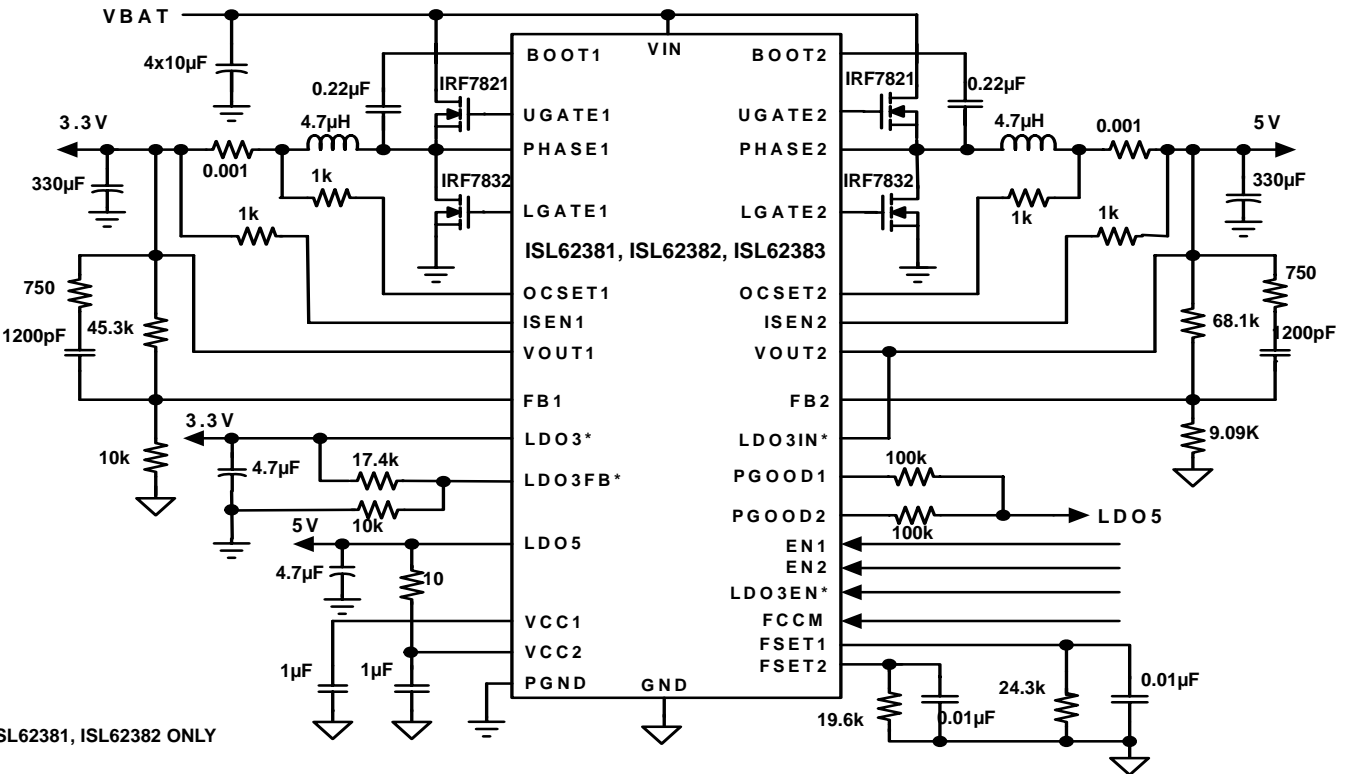 VBAT
4x10µF
3.3V
330µF
0.001
4.7µH
0.22µF
IRF7821
IRF7832
1k
1k
750
1200pF
45.3k
10k
3.3V
4.7µF
17.4k
10k
5V
4.7µF
10
1µF
1µF
SL62381, ISL62382 ONLY
VIN
BOOT1
UGATE1
PHASE1
LGATE1
ISL62381, ISL62382, ISL62383
OCSET1
ISEN1
VOUT1
FB1
LDO3*
LDO3FB*
LDO5
VCC1
VCC2
PGND
GND
BOOT2
UGATE2
PHASE2
LGATE2
OCSET2
ISEN2
VOUT2
FB2
LDO3IN*
PGOOD1
PGOOD2
EN1
EN2
LDO3EN*
FCCM
FSET1
FSET2
IRF7821
0.22µF
4.7µH
0.001
5V
330µF
IRF7832
1k
1k
750
68.1k
1200pF
9.09K
100k
100k
LDO5
24.3k
0.01µF
19.6k
0.01µF